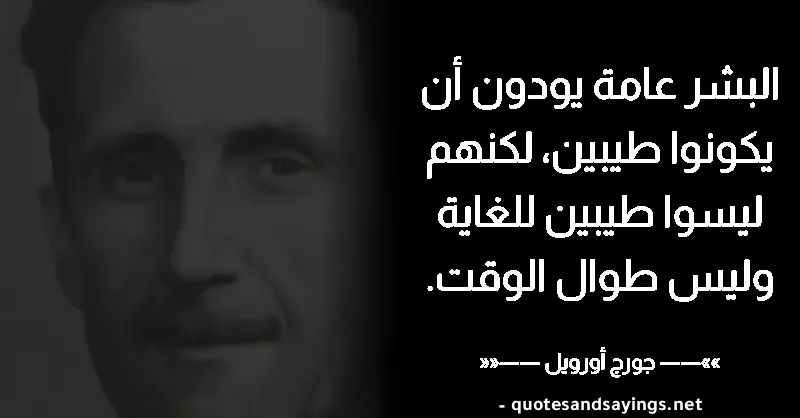 البشر عامة يودون أن
يكونوا طيبين، لكنهم
ليسوا طيبين للغاية
وليس طوال الوقت.
««—— جورج أورويل ——»»
- quotesandsayings.net